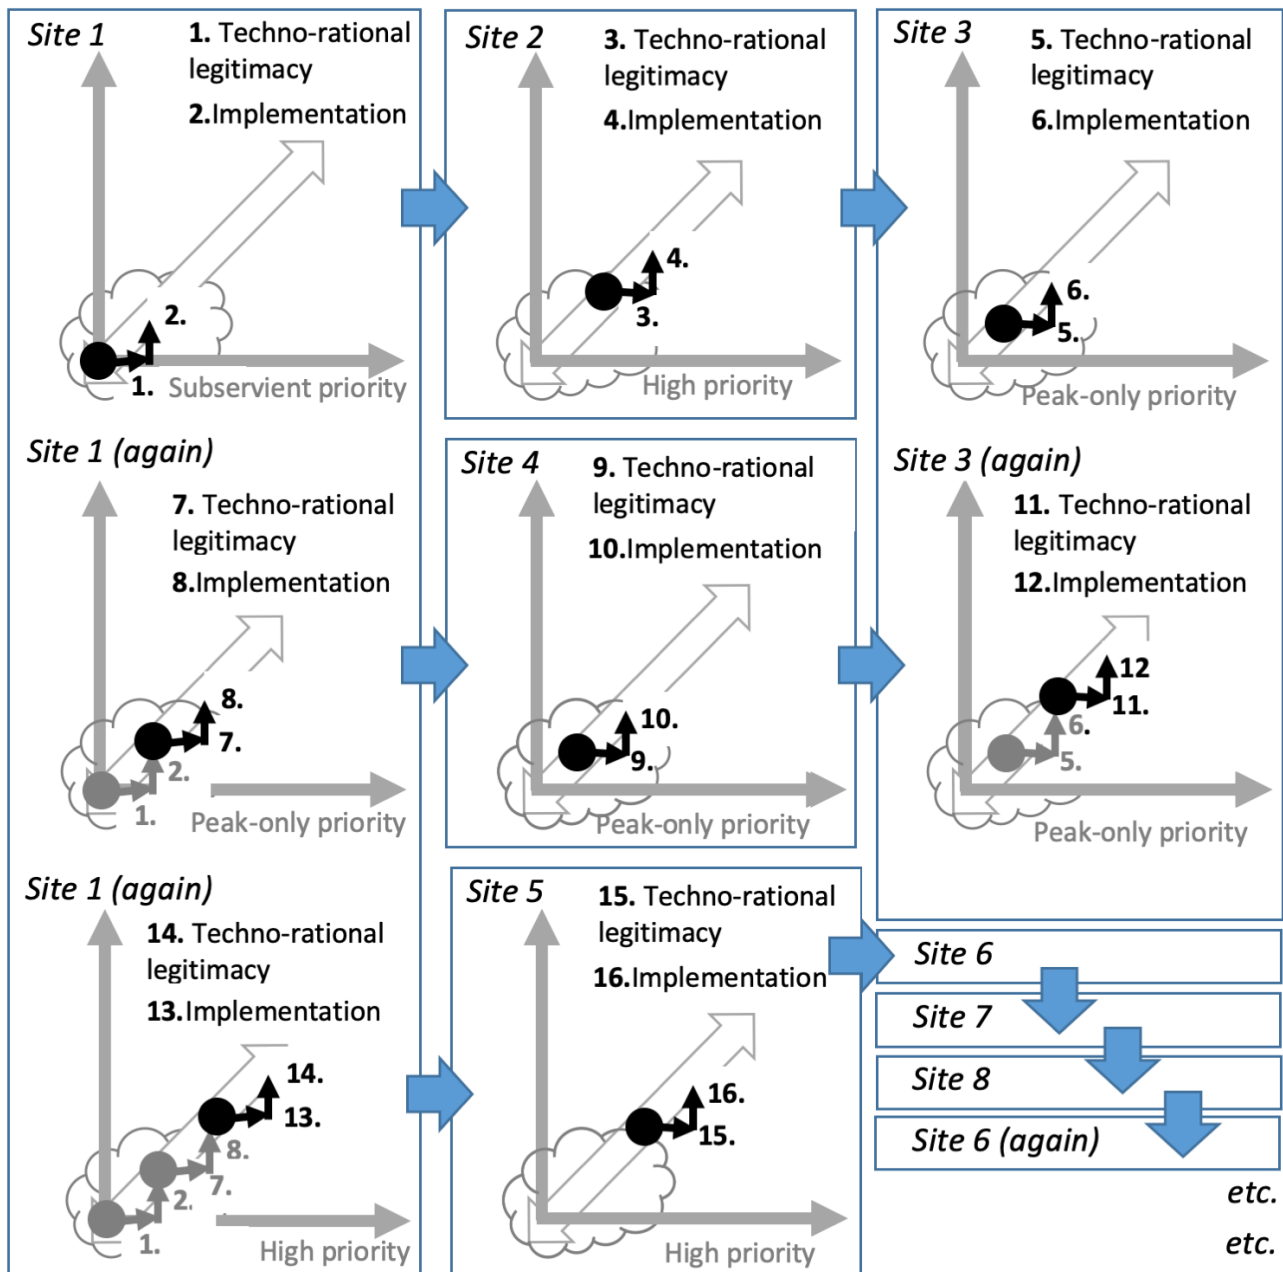 Site 1
1. Techno-rational
legitimacy
2.Implementation
2.
1.
Subservient priority
Site 2
3. Techno-rational
legitimacy
4.Implementation
4.
3.
High priority
Site 3
5. Techno-rational
legitimacy
6.Implementation
6.
5.
Peak-only priority
Site 1 (again)
7. Techno-rational
legitimacy
8.Implementation
8.
7.
2.
1.
Peak-only priority
Site 4
9. Techno-rational
legitimacy
10.Implementation
10.
9.
Peak-only priority
Site 3 (again)
11. Techno-rational
legitimacy
12.Implementation
12
11.
6.
5.
Peak-only priority
Site 1 (again)
14. Techno-rational
legitimacy
13.Implementation
14.
13.
8.
7.
2.
1.
High priority
Site 5
15. Techno-rational
legitimacy
16.Implementation
16.
15.
High priority
Site 6
Site 7
Site 8
Site 6 (again)
etc.
etc.